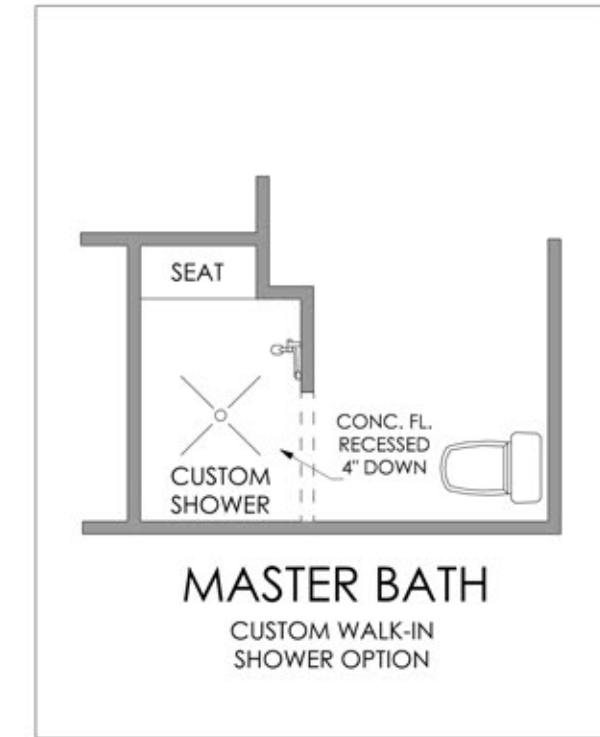 SEAT
CONC. FL.
RECESSED
4" DOWN
CUSTOM
SHOWER
MASTER BATH
CUSTOM WALK-IN
SHOWER OPTION